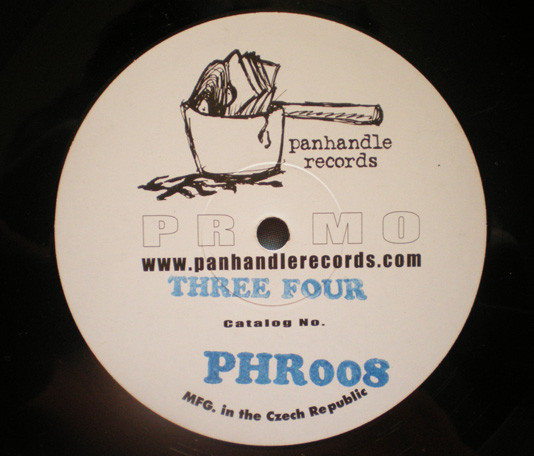 panhandle
records
PROMO
www.panhandlerecords.com
THREE FOUR
Catalog No.
PHR008
MFG. in the Czech Republic